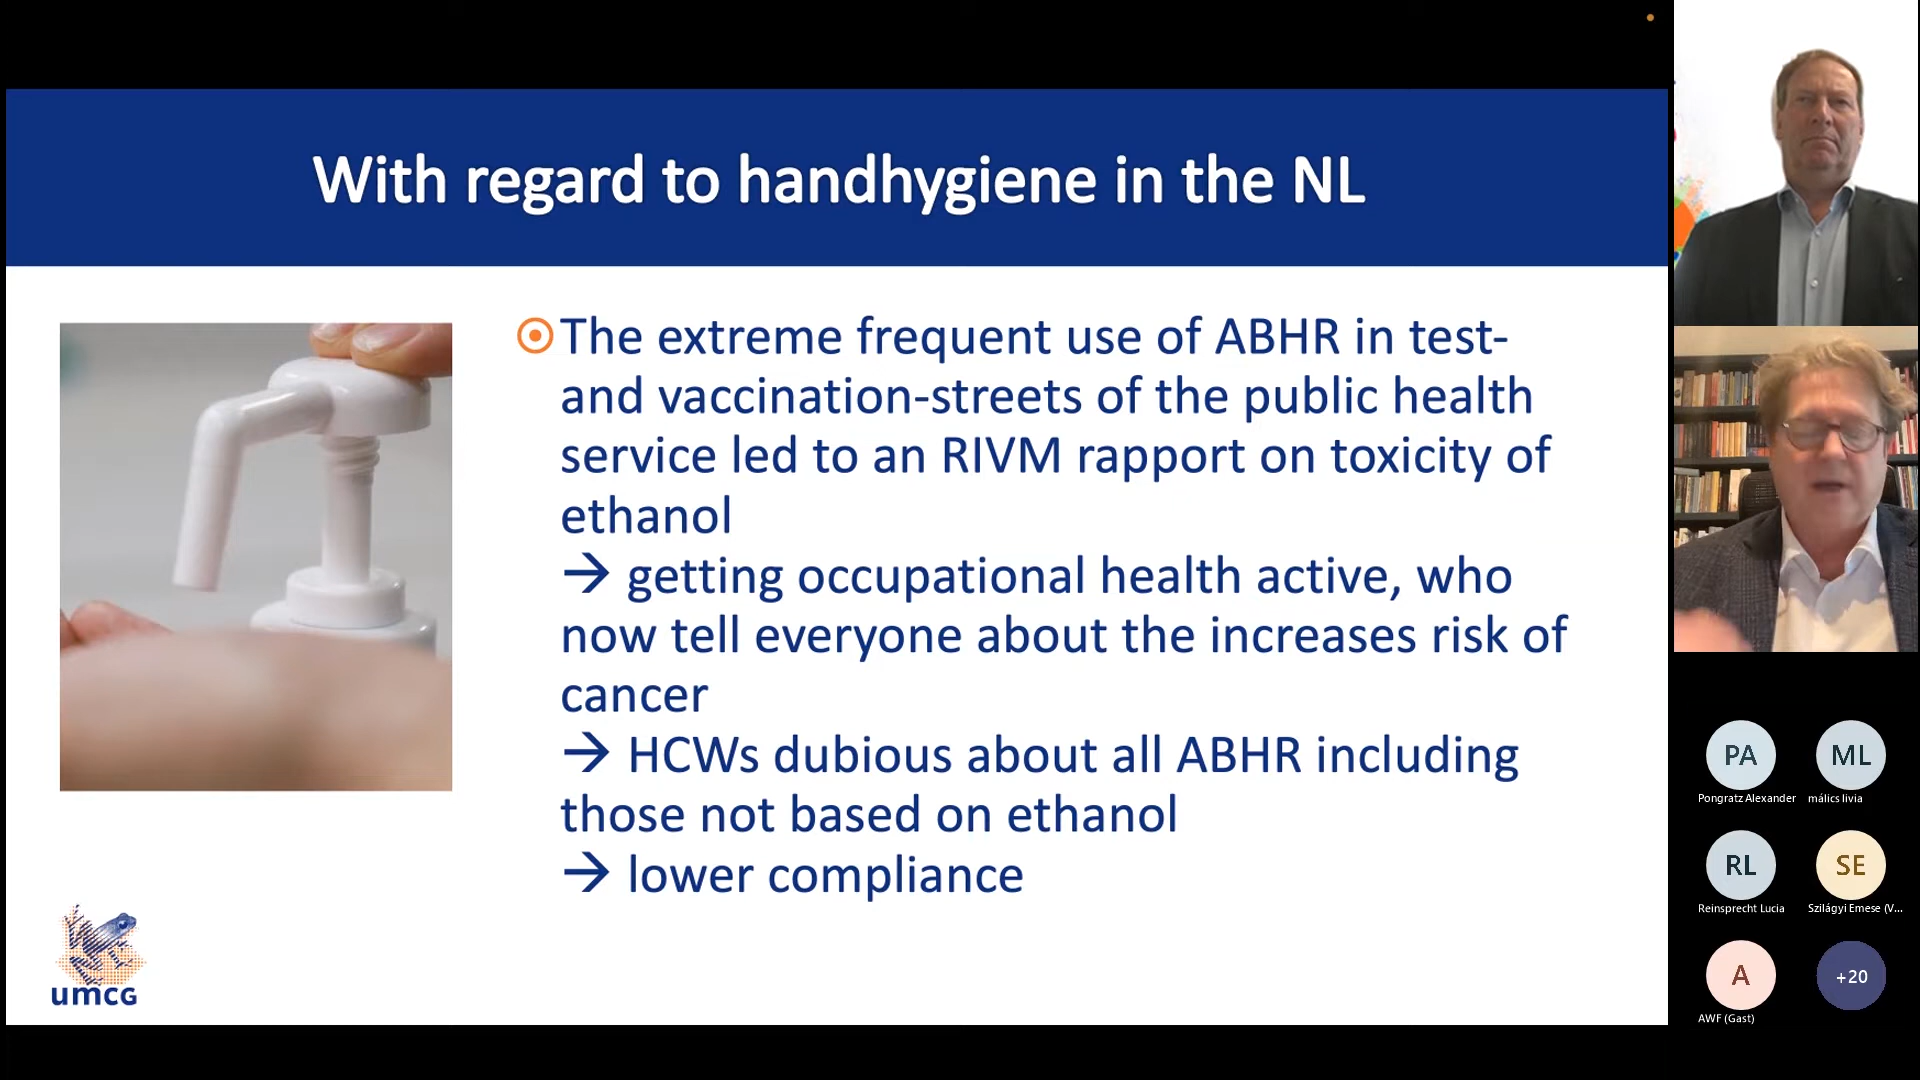 With regard to handhygiene in the NL
The extreme frequent use of ABHR in test-
and vaccination-streets of the public health
service led to an RIVM rapport on toxicity of
ethanol
→ getting occupational health active, who
now tell everyone about the increases risk of
cancer
→ HCWs dubious about all ABHR including
those not based on ethanol
→ lower compliance
umcg
PA
ML
Pongratz Alexander
málics lívia
RL
SE
Reinsprecht Lucia
Szilágyi Emese (V...
A
+20
AWF (Gast)